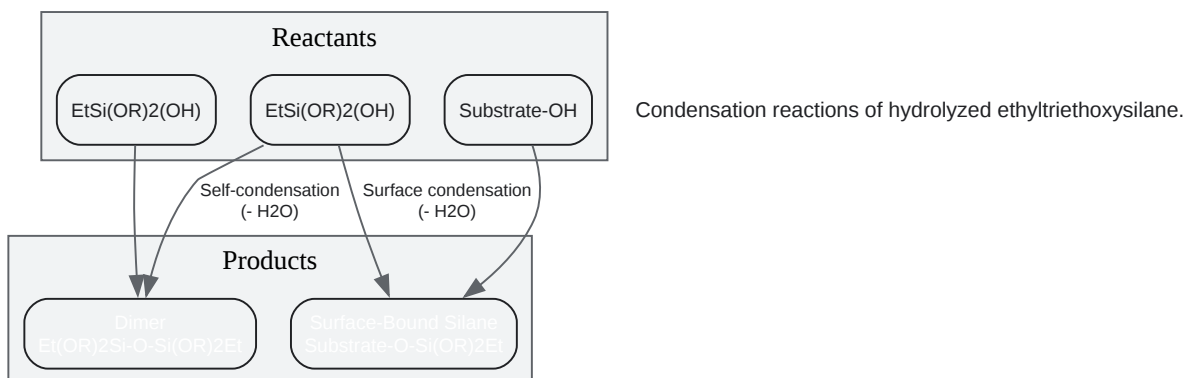 Reactants
EtSi(OR)2(OH)
EtSi(OR)2(OH)
Substrate-OH
Condensation reactions of hydrolyzed ethyltriethoxysilane.
Self-condensation
(- H2O)
Surface condensation
(- H2O)
Products
Dimer
Et(OR)2Si-O-Si(OR)2Et
Surface-Bound Silane
Substrate-O-Si(OR)2Et